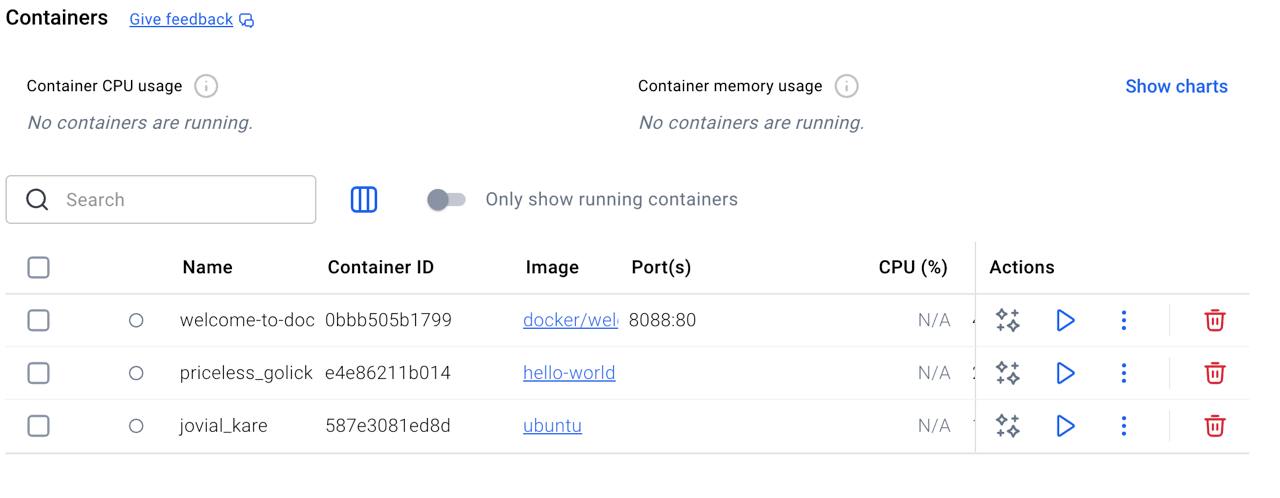 Containers Give feedback
Container CPU usage Container memory usage Show charts
No containers are running. No containers are running.
Search Only show running containers
Name Container ID Image Port(s) CPU (%) Actions
welcome-to-doc 0bbb505b1799 docker/wel 8088:80 N/A
priceless_golick e4e86211b014 hello-world N/A
jovial_kare 587e3081ed8d ubuntu N/A